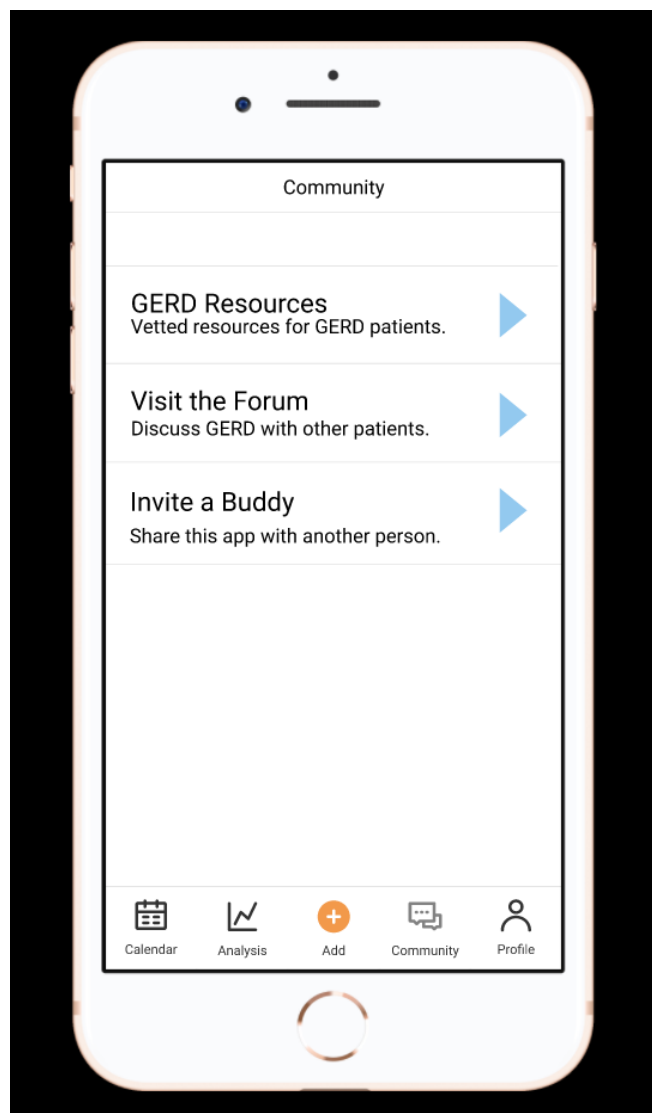 Community
GERD Resources
Vetted resources for GERD patients.
Visit the Forum
Discuss GERD with other patients.
Invite a Buddy
Share this app with another person.
Calendar
Analysis
Add
Community
Profile